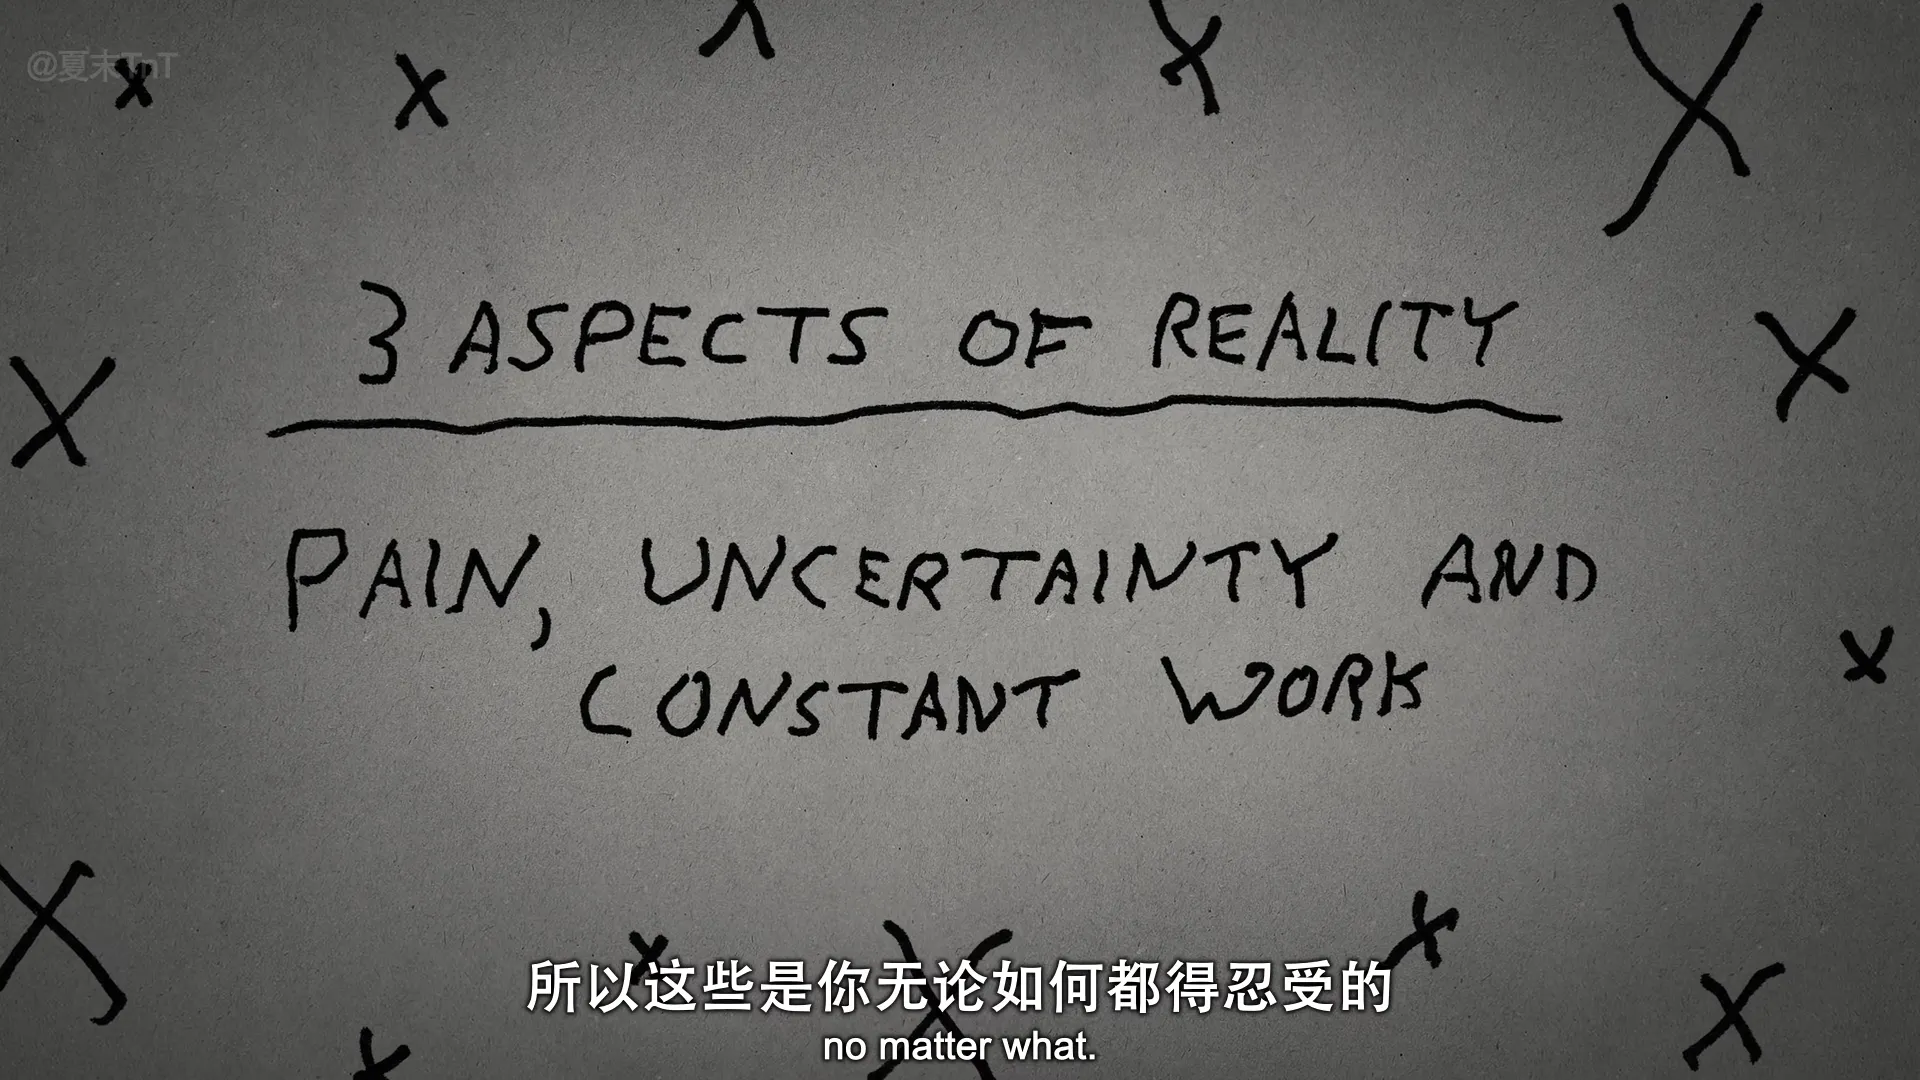 @夏末TnT
3 ASPECTS OF REALITY
PAIN, UNCERTAINTY AND
CONSTANT WORK
所以这些是你无论如何都得忍受的
no matter what.